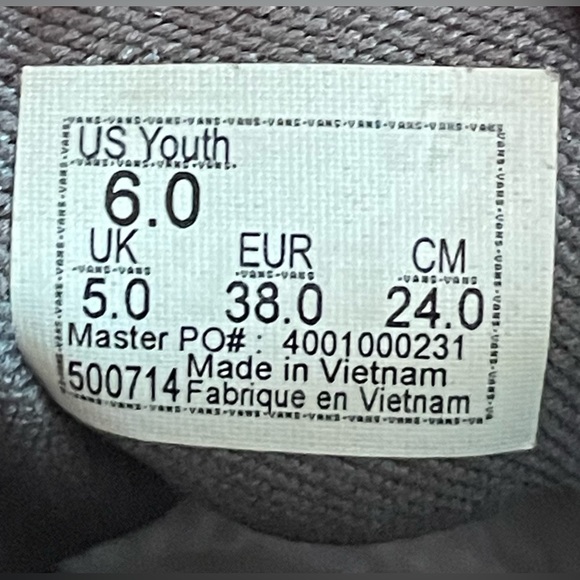 US Youth
6.0
UK EUR CM
5.0 38.0 24.0
Master PO# : 4001000231
500714 Made in Vietnam
Fabrique en Vietnam